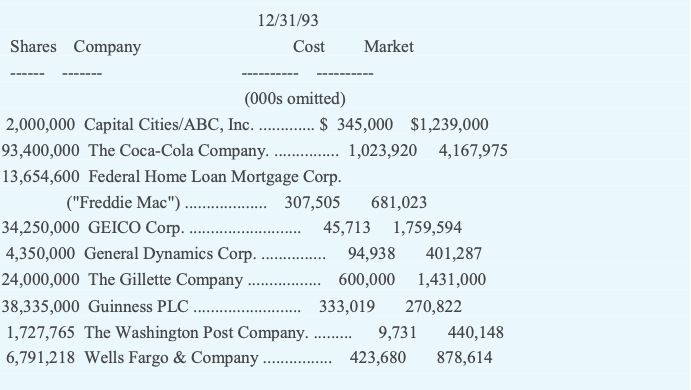 12/31/93
Shares Company Cost Market
------ ------- ---------- ----------
(000s omitted)
2,000,000 Capital Cities/ABC, Inc. ............. $ 345,000 $1,239,000
93,400,000 The Coca-Cola Company. ............... 1,023,920 4,167,975
13,654,600 Federal Home Loan Mortgage Corp.
("Freddie Mac") ................... 307,505 681,023
34,250,000 GEICO Corp. .......................... 45,713 1,759,594
4,350,000 General Dynamics Corp. ............... 94,938 401,287
24,000,000 The Gillette Company ................. 600,000 1,431,000
38,335,000 Guinness PLC ......................... 333,019 270,822
1,727,765 The Washington Post Company. ......... 9,731 440,148
6,791,218 Wells Fargo & Company ................ 423,680 878,614